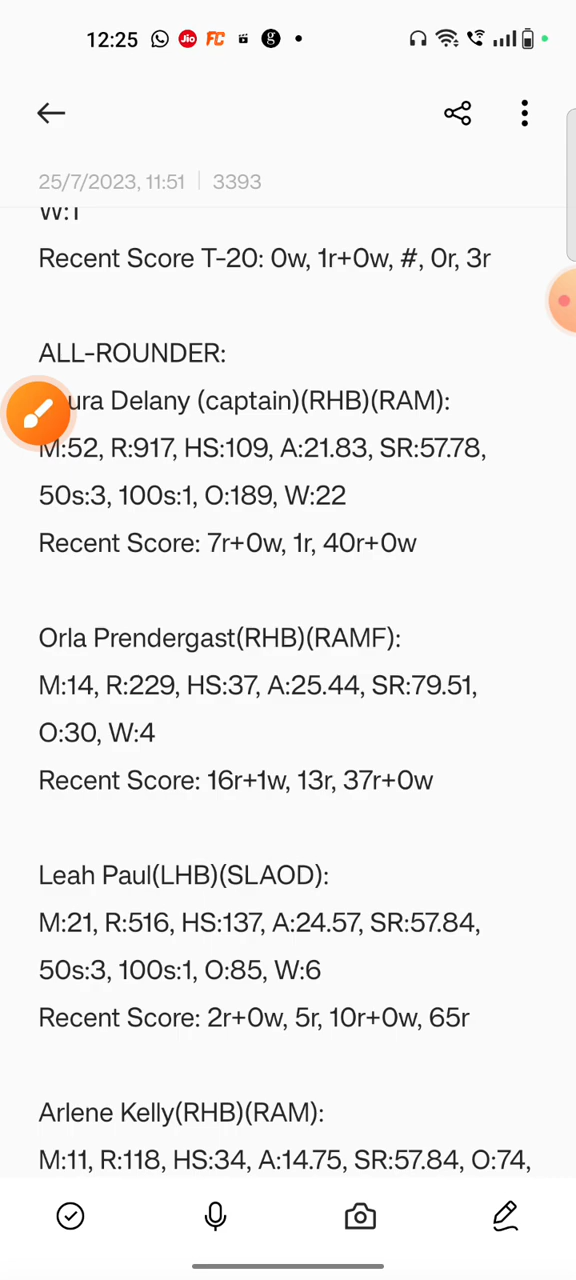 12:25
Jio FC g
25/7/2023, 11:51 | 3393
W:1
Recent Score T-20: 0w, 1r+0w, #, 0r, 3r
ALL-ROUNDER:
ura Delany (captain)(RHB)(RAM):
M:52, R:917, HS:109, A:21.83, SR:57.78,
50s:3, 100s:1, O:189, W:22
Recent Score: 7r+0w, 1r, 40r+0w
Orla Prendergast(RHB)(RAMF):
M:14, R:229, HS:37, A:25.44, SR:79.51,
O:30, W:4
Recent Score: 16r+1w, 13r, 37r+0w
Leah Paul(LHB)(SLAOD):
M:21, R:516, HS:137, A:24.57, SR:57.84,
50s:3, 100s:1, O:85, W:6
Recent Score: 2r+0w, 5r, 10r+0w, 65r
Arlene Kelly(RHB)(RAM):
M:11, R:118, HS:34, A:14.75, SR:57.84, O:74,